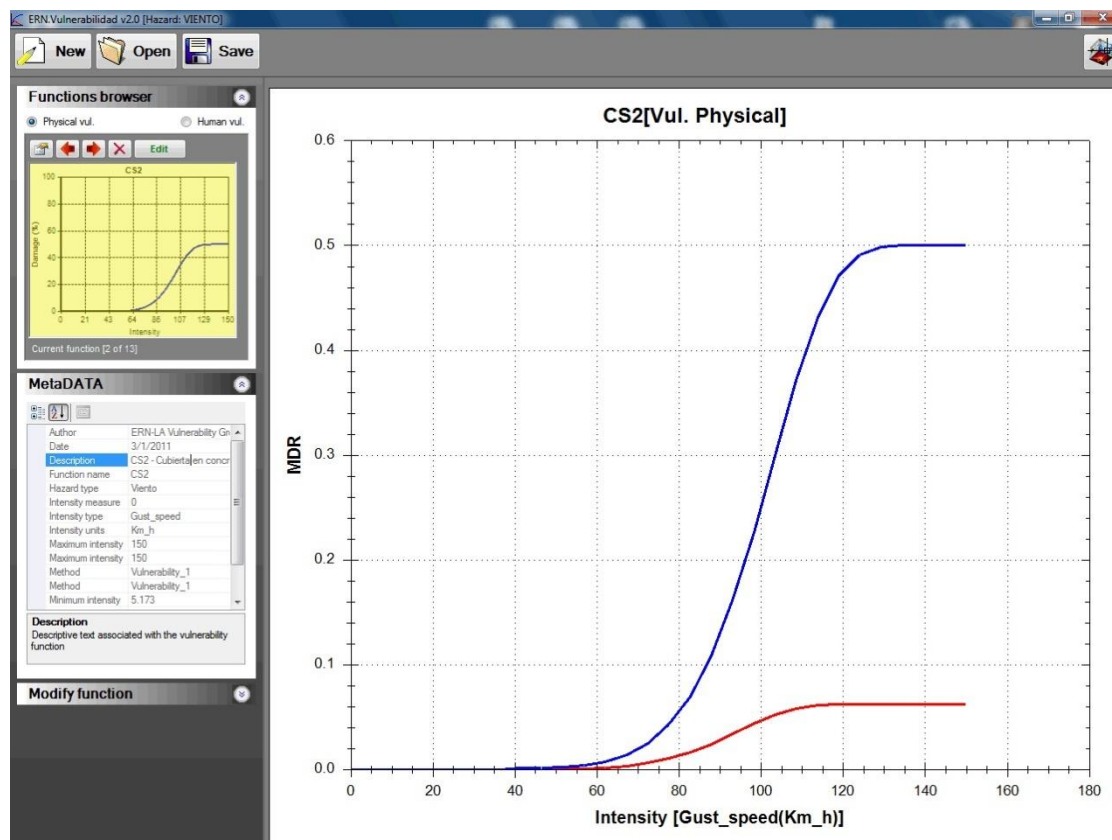 ERN.Vulnerabilidad v2.0 [Hazard: VIENTO]
New Open Save
Functions browser
Physical vul. Human vul.
Edit
CS2
100
80
60
40
20
0
Damage (%)
0 21 43 64 86 107 129 150
Intensity
Current function [2 of 13]
MetaDATA
Author ERN-LA Vulnerability Gr
Date 3/1/2011
Description CS2 - Cubierta en concr
Function name CS2
Hazard type Viento
Intensity measure 0
Intensity type Gust_speed
Intensity units Km_h
Maximum intensity 150
Maximum intensity 150
Method Vulnerability_1
Method Vulnerability_1
Minimum intensity 5.173
Description
Descriptive text associated with the vulnerability
function
Modify function
CS2[Vul. Physical]
0.6
0.5
0.4
0.3
0.2
0.1
0.0
MDR
0 20 40 60 80 100 120 140 160 180
Intensity [Gust_speed(Km_h)]